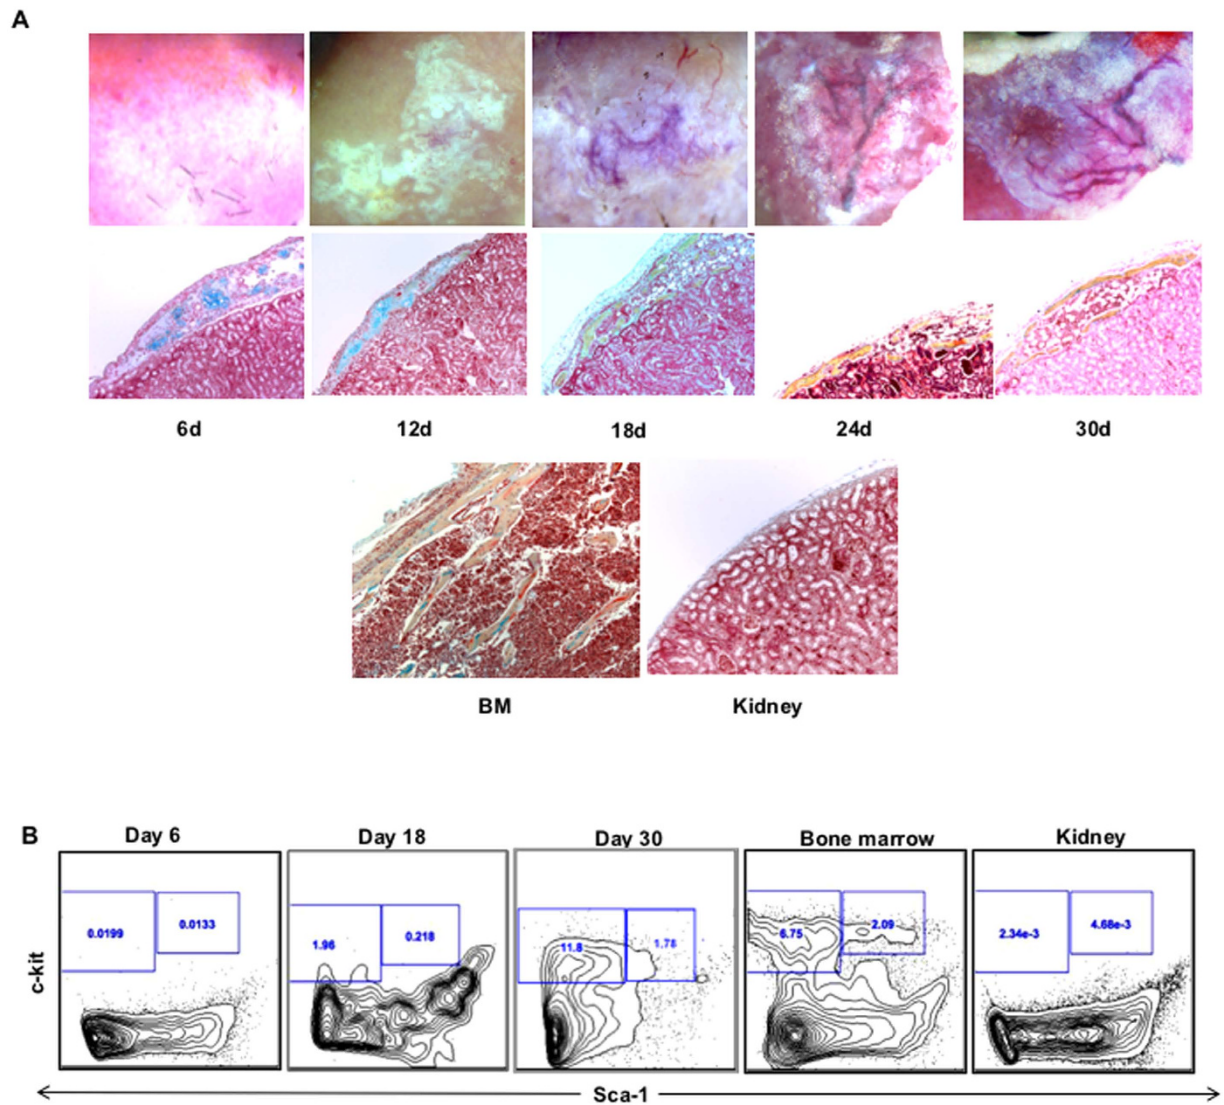 A
6d 12d 18d 24d 30d
BM Kidney
B
Day 6 Day 18 Day 30 Bone marrow Kidney
0.0199 0.0133 1.96 0.218 11.8 1.78 6.75 2.09 2.34e-3 4.68e-3
c-kit
Sca-1